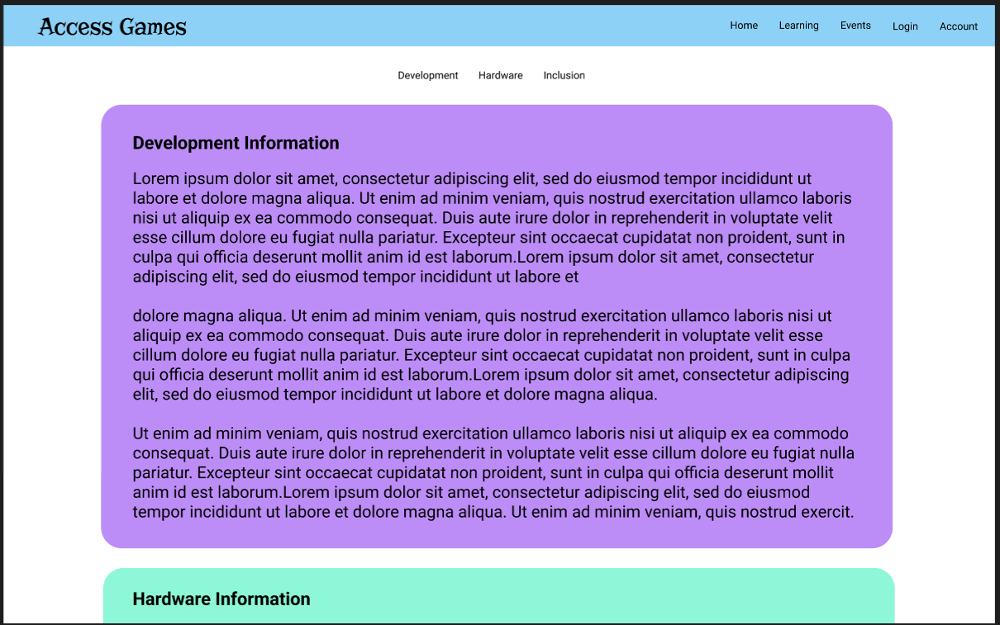 Access Games
Home Learning Events Login Account
Development Hardware Inclusion
Development Information
Lorem ipsum dolor sit amet, consectetur adipiscing elit, sed do eiusmod tempor incididunt ut
labore et dolore magna aliqua. Ut enim ad minim veniam, quis nostrud exercitation ullamco laboris
nisi ut aliquip ex ea commodo consequat. Duis aute irure dolor in reprehenderit in voluptate velit
esse cillum dolore eu fugiat nulla pariatur. Excepteur sint occaecat cupidatat non proident, sunt in
culpa qui officia deserunt mollit anim id est laborum.Lorem ipsum dolor sit amet, consectetur
adipiscing elit, sed do eiusmod tempor incididunt ut labore et
dolore magna aliqua. Ut enim ad minim veniam, quis nostrud exercitation ullamco laboris nisi ut
aliquip ex ea commodo consequat. Duis aute irure dolor in reprehenderit in voluptate velit esse
cillum dolore eu fugiat nulla pariatur. Excepteur sint occaecat cupidatat non proident, sunt in culpa
qui officia deserunt mollit anim id est laborum.Lorem ipsum dolor sit amet, consectetur adipiscing
elit, sed do eiusmod tempor incididunt ut labore et dolore magna aliqua.
Ut enim ad minim veniam, quis nostrud exercitation ullamco laboris nisi ut aliquip ex ea commodo
consequat. Duis aute irure dolor in reprehenderit in voluptate velit esse cillum dolore eu fugiat nulla
pariatur. Excepteur sint occaecat cupidatat non proident, sunt in culpa qui officia deserunt mollit
anim id est laborum.Lorem ipsum dolor sit amet, consectetur adipiscing elit, sed do eiusmod
tempor incididunt ut labore et dolore magna aliqua. Ut enim ad minim veniam, quis nostrud exercit.
Hardware Information